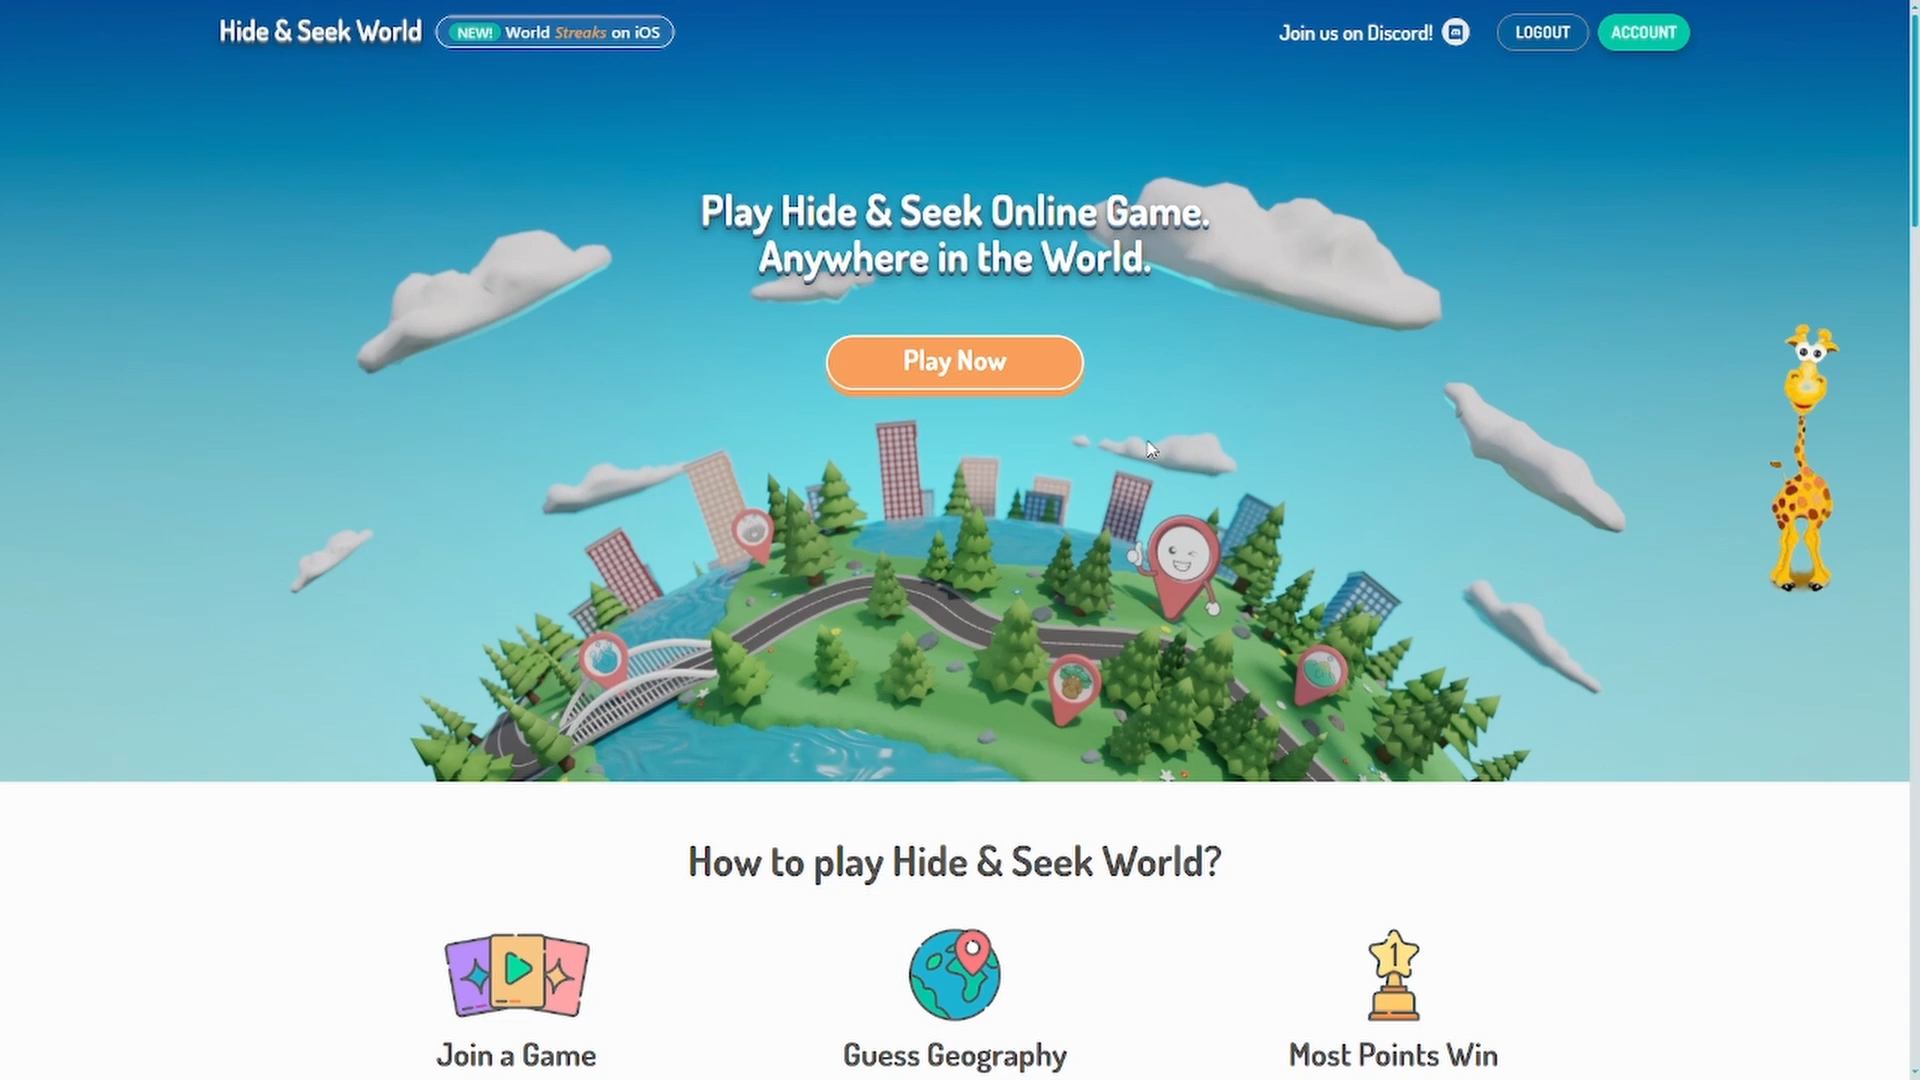 Hide & Seek World
NEW! World Streaks on iOS
Join us on Discord!
LOGOUT
ACCOUNT
Play Hide & Seek Online Game.
Anywhere in the World.
Play Now
How to play Hide & Seek World?
1
Join a Game
Guess Geography
Most Points Win